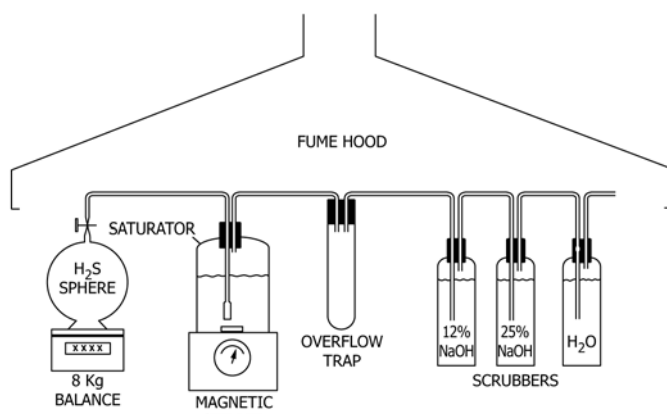 FUME HOOD
SATURATOR
H2S
SPHERE
XXXX
8 Kg
BALANCE
MAGNETIC
OVERFLOW
TRAP
12%
NaOH
25%
NaOH
H2O
SCRUBBERS